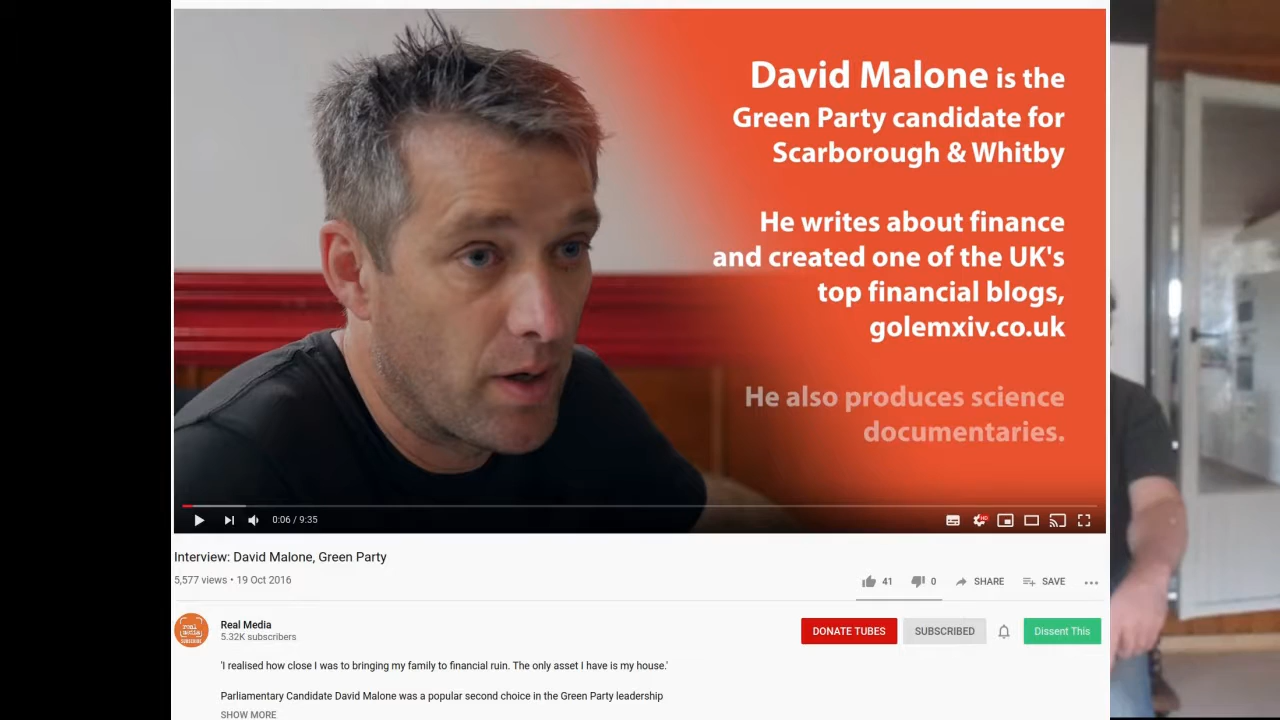 David Malone is the
Green Party candidate for
Scarborough & Whitby
He writes about finance
and created one of the UK's
top financial blogs,
golemxiv.co.uk
He also produces science
documentaries.
0:06 / 9:35
HD
Interview: David Malone, Green Party
5,577 views • 19 Oct 2016
41
0
SHARE
SAVE
Real Media
5.32K subscribers
DONATE TUBES
SUBSCRIBED
Dissent This
'I realised how close I was to bringing my family to financial ruin. The only asset I have is my house.'
Parliamentary Candidate David Malone was a popular second choice in the Green Party leadership
SHOW MORE